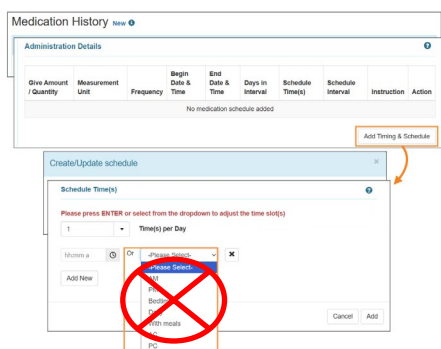 Medication History New
Administration Details
Give Amount / Quantity Measurement Unit Frequency Begin Date & Time End Date & Time Days in Interval Schedule Time(s) Schedule Interval Instruction Action
No medication schedule added
Add Timing & Schedule
Create/Update schedule ×
Schedule Time(s)
Please press ENTER or select from the dropdown to adjust the time slot(s)
1 Time(s) per Day
hh:mm a Or -Please Select-
-Please Select-
AM
Add New
PM
Bedtime
With meals
AC
PC
Cancel Add